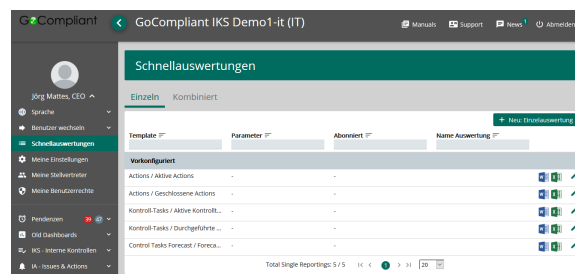 GoCompliant
GoCompliant IKS Demo1-it (IT)
Manuals
Support
News 1
Abmelden
Jörg Mattes, CEO
Sprache
Benutzer wechseln
Schnellauswertungen
Meine Einstellungen
Meine Stellvertreter
Meine Benutzerrechte
Pendenzen 39 47
Old Dashboards
IKS - Interne Kontrollen
IA - Issues & Actions
Schnellauswertungen
Einzeln Kombiniert
+ Neu: Einzelauswertung
Template Parameter Abonniert Name Auswertung
Vorkonfiguriert
Actions / Aktive Actions - -
Actions / Geschlossene Actions - -
Kontroll-Tasks / Aktive Kontrollt... - -
Kontroll-Tasks / Durchgeführte ... - -
Control Tasks Forecast / Foreca... - -
Total Single Reportings: 5 / 5 |< < 1 > >| 20